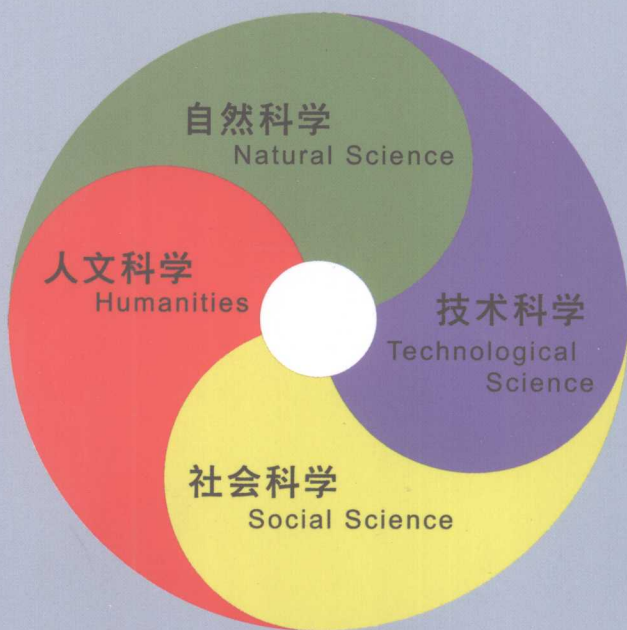 自然科学
Natural Science
人文科学
Humanities
技术科学
Technological
Science
社会科学
Social Science